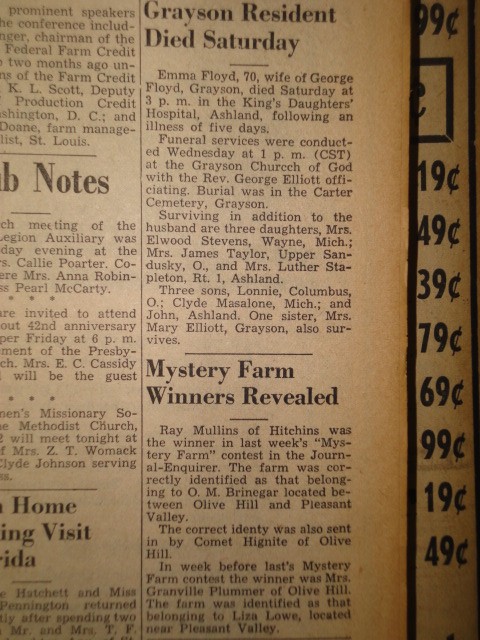 prominent speakers
the conference includ-
nger, chairman of the
Federal Farm Credit
o two months ago un-
ns of the Farm Credit
K. L. Scott, Deputy
Production Credit
shington, D. C.; and
Doane, farm manage-
list, St. Louis.
b Notes
ch meeting of the
Legion Auxiliary was
day evening at the
rs. Callie Poarter. Co-
ere Mrs. Anna Robin-
ss Pearl McCarty.
* * *
are invited to attend
out 42nd anniversary
per Friday at 6 p. m.
ment of the Presby-
ch. Mrs. E. C. Cassidy
will be the guest
* * *
men's Missionary So-
he Methodist Church,
2 will meet tonight at
f Mrs. Z. T. Womack
Clyde Johnson serving
ss.
Home
ing Visit
rida
e Hatchett and Miss
Pennington returned
tly after spending two
Mr. and Mrs. T. F.
Grayson Resident
Died Saturday
Emma Floyd, 70, wife of George
Floyd, Grayson, died Saturday at
3 p. m. in the King's Daughters'
Hospital, Ashland, following an
illness of five days.
Funeral services were conduct-
ed Wednesday at 1 p. m. (CST)
at the Grayson Churcch of God
with the Rev. George Elliott offi-
ciating. Burial was in the Carter
Cemetery, Grayson.
Surviving in addition to the
husband are three daughters, Mrs.
Elwood Stevens, Wayne, Mich.;
Mrs. James Taylor, Upper San-
dusky, O., and Mrs. Luther Sta-
pleton, Rt. 1, Ashland.
Three sons, Lonnie, Columbus,
O.; Clyde Masalone, Mich.; and
John, Ashland. One sister, Mrs.
Mary Elliott, Grayson, also sur-
vives.
Mystery Farm
Winners Revealed
Ray Mullins of Hitchins was
the winner in last week's "Mys-
tery Farm" contest in the Journ-
al-Enquirer. The farm was cor-
rectly identified as that belong-
ing to O. M. Brinegar located be-
tween Olive Hill and Pleasant
Valley.
The correct identy was also sent
in by Comet Hignite of Olive
Hill.
In week before last's Mystery
Farm contest the winner was Mrs.
Granville Plummer of Olive Hill.
The farm was identified as that
belonging to Liza Lowe, located
near Pleasant Valley.
99¢
19¢
49¢
39¢
79¢
69¢
99¢
19¢
49¢